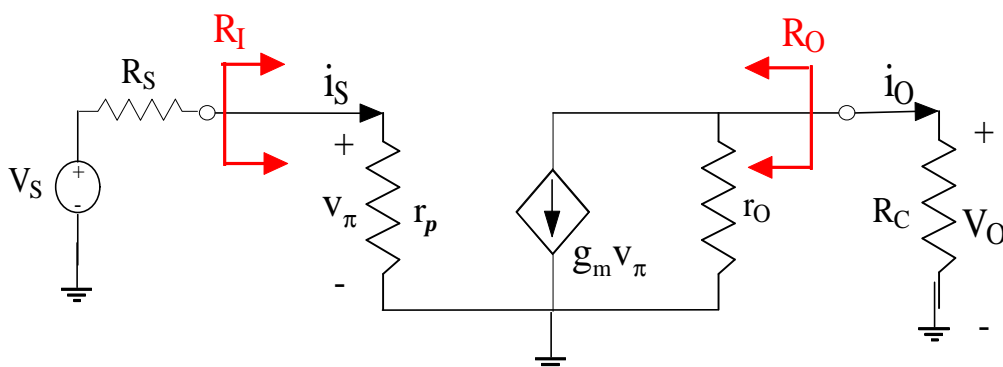 R_I
R_O
R_S
i_S
i_O
+
+
+
V_S
-
v_π
r_p
g_m v_π
r_O
R_C
V_O
-
-